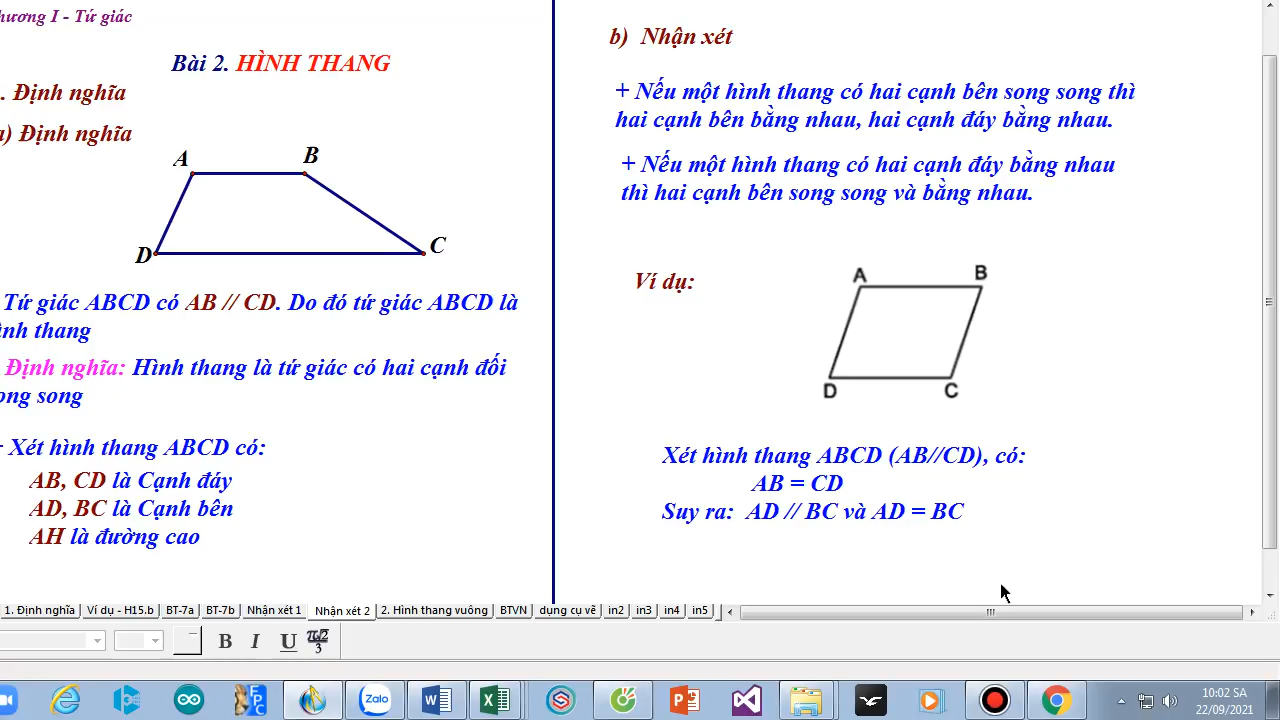 hương I - Tứ giác
Bài 2. HÌNH THANG
. Định nghĩa
a) Định nghĩa
A
B
D
C
Tứ giác ABCD có AB // CD. Do đó tứ giác ABCD là
ình thang
Định nghĩa: Hình thang là tứ giác có hai cạnh đối
ong song
+ Xét hình thang ABCD có:
AB, CD là Cạnh đáy
AD, BC là Cạnh bên
AH là đường cao
b) Nhận xét
+ Nếu một hình thang có hai cạnh bên song song thì
hai cạnh bên bằng nhau, hai cạnh đáy bằng nhau.
+ Nếu một hình thang có hai cạnh đáy bằng nhau
thì hai cạnh bên song song và bằng nhau.
Ví dụ:
A
B
D
C
Xét hình thang ABCD (AB//CD), có:
AB = CD
Suy ra: AD // BC và AD = BC
1. Định nghĩa Ví dụ - H15.b BT-7a BT-7b Nhận xét 1 Nhận xét 2 2. Hình thang vuông BTVN dụng cụ vẽ in2 in3 in4 in5
B I U π√2/3
Zalo
10:02 SA
22/09/2021